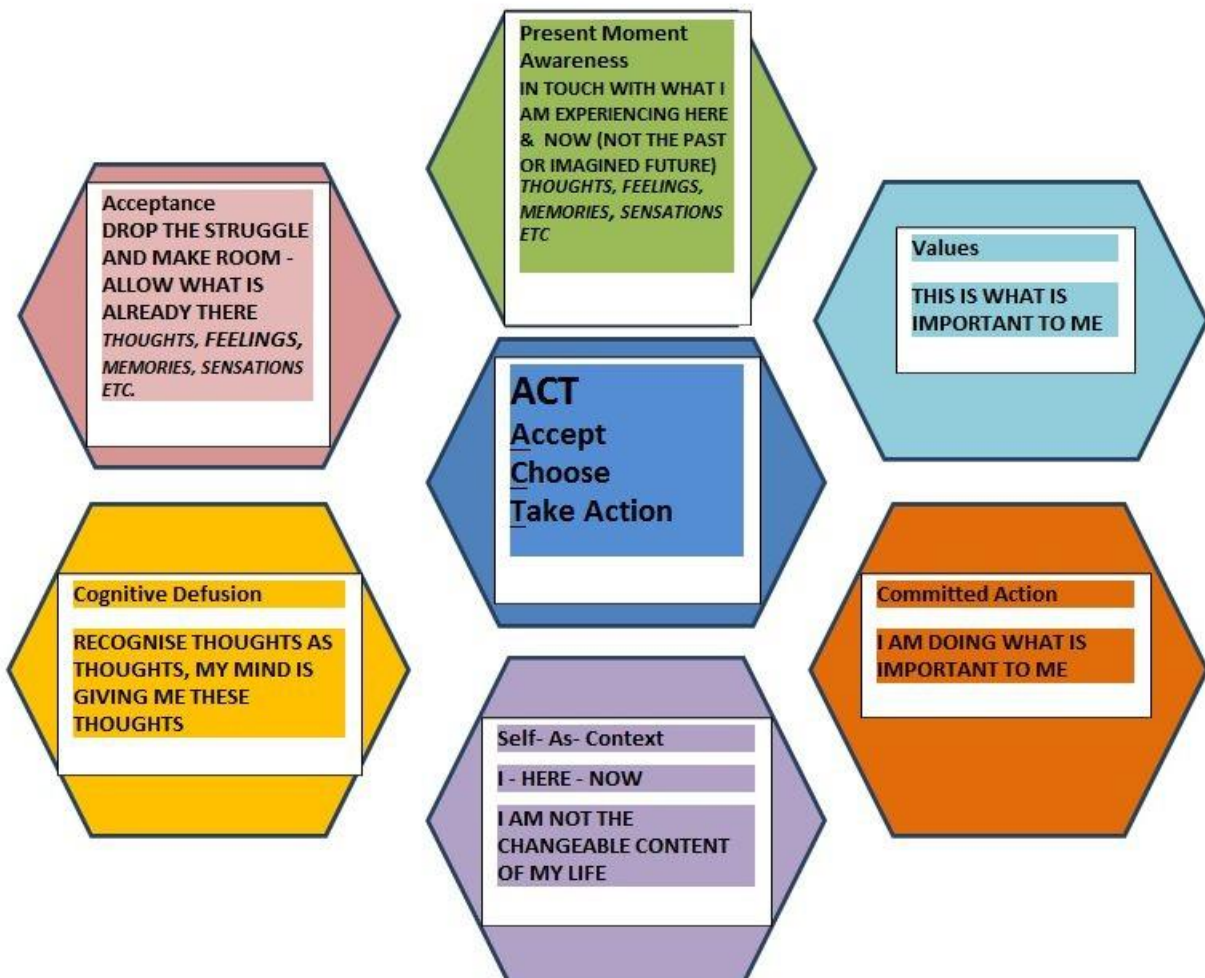 Present Moment
Awareness
IN TOUCH WITH WHAT I
AM EXPERIENCING HERE
& NOW (NOT THE PAST
OR IMAGINED FUTURE)
THOUGHTS, FEELINGS,
MEMORIES, SENSATIONS
ETC
Acceptance
DROP THE STRUGGLE
AND MAKE ROOM -
ALLOW WHAT IS
ALREADY THERE
THOUGHTS, FEELINGS,
MEMORIES, SENSATIONS
ETC.
Values
THIS IS WHAT IS
IMPORTANT TO ME
ACT
Accept
Choose
Take Action
Cognitive Defusion
RECOGNISE THOUGHTS AS
THOUGHTS, MY MIND IS
GIVING ME THESE
THOUGHTS
Committed Action
I AM DOING WHAT IS
IMPORTANT TO ME
Self- As- Context
I - HERE - NOW
I AM NOT THE
CHANGEABLE CONTENT
OF MY LIFE